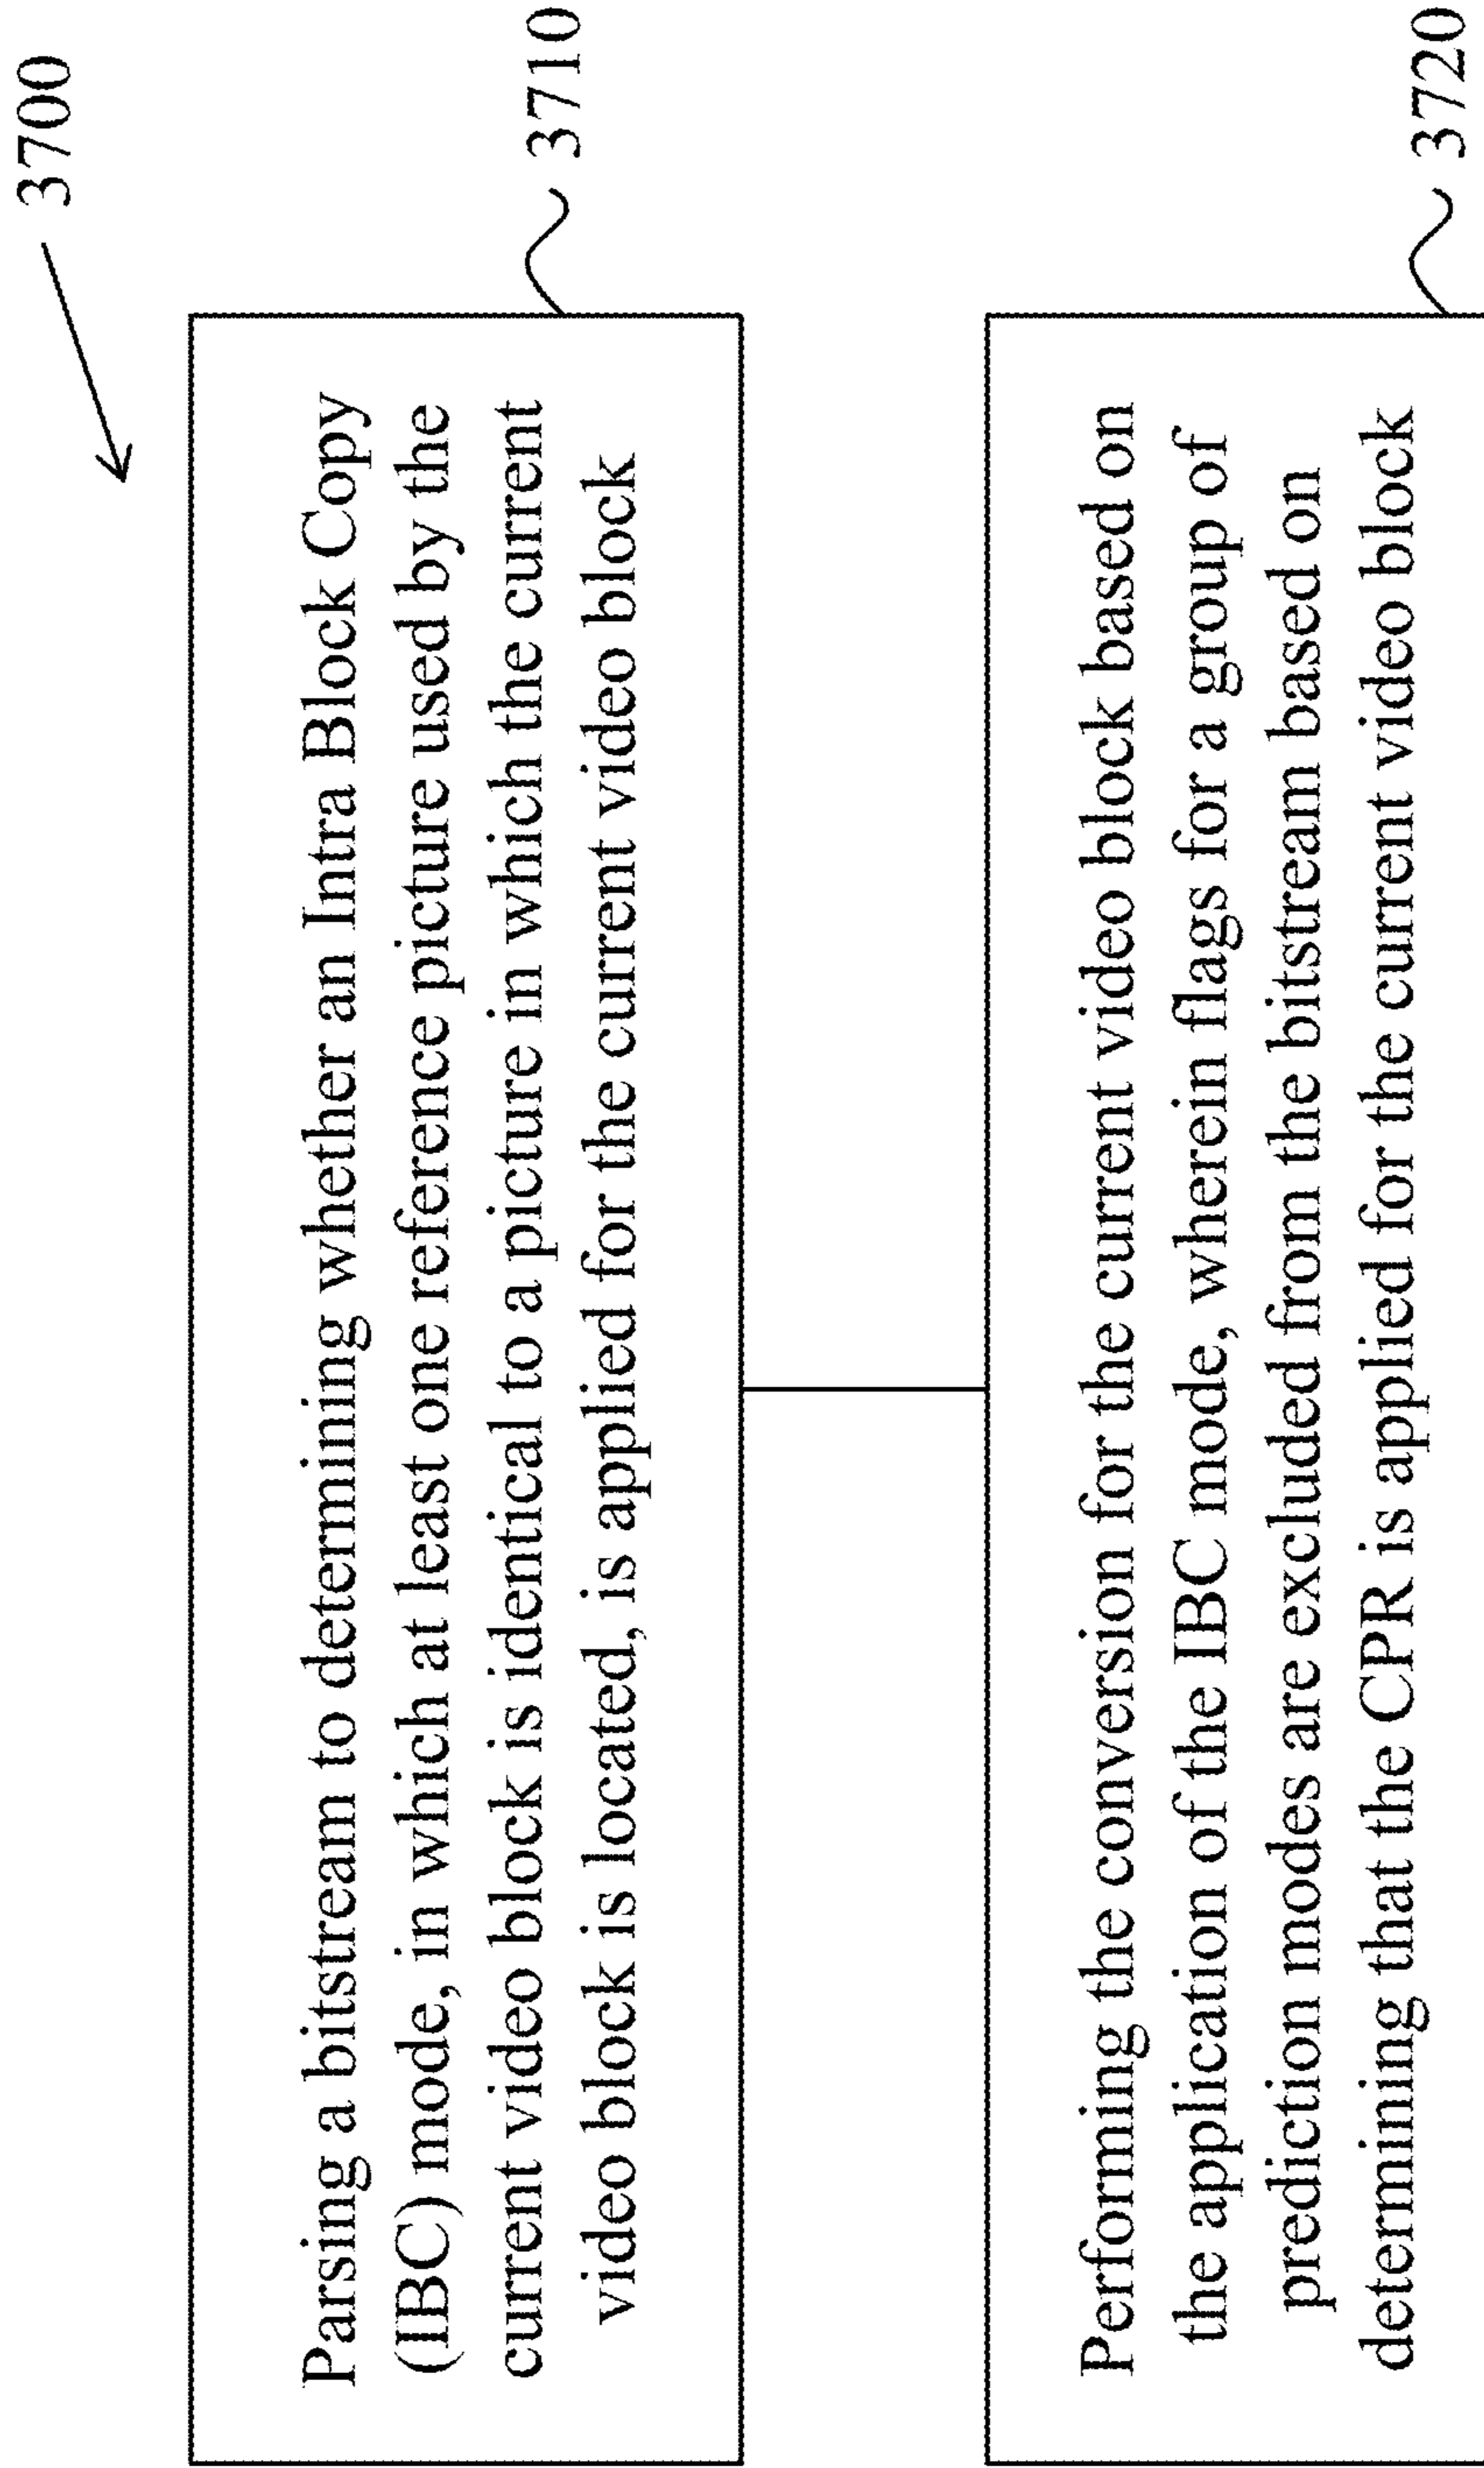 3700
Parsing a bitstream to determining whether an Intra Block Copy
(IBC) mode, in which at least one reference picture used by the
current video block is identical to a picture in which the current
video block is located, is applied for the current video block
3710
Performing the conversion for the current video block based on
the application of the IBC mode, wherein flags for a group of
prediction modes are excluded from the bitstream based on
determining that the CPR is applied for the current video block
3720